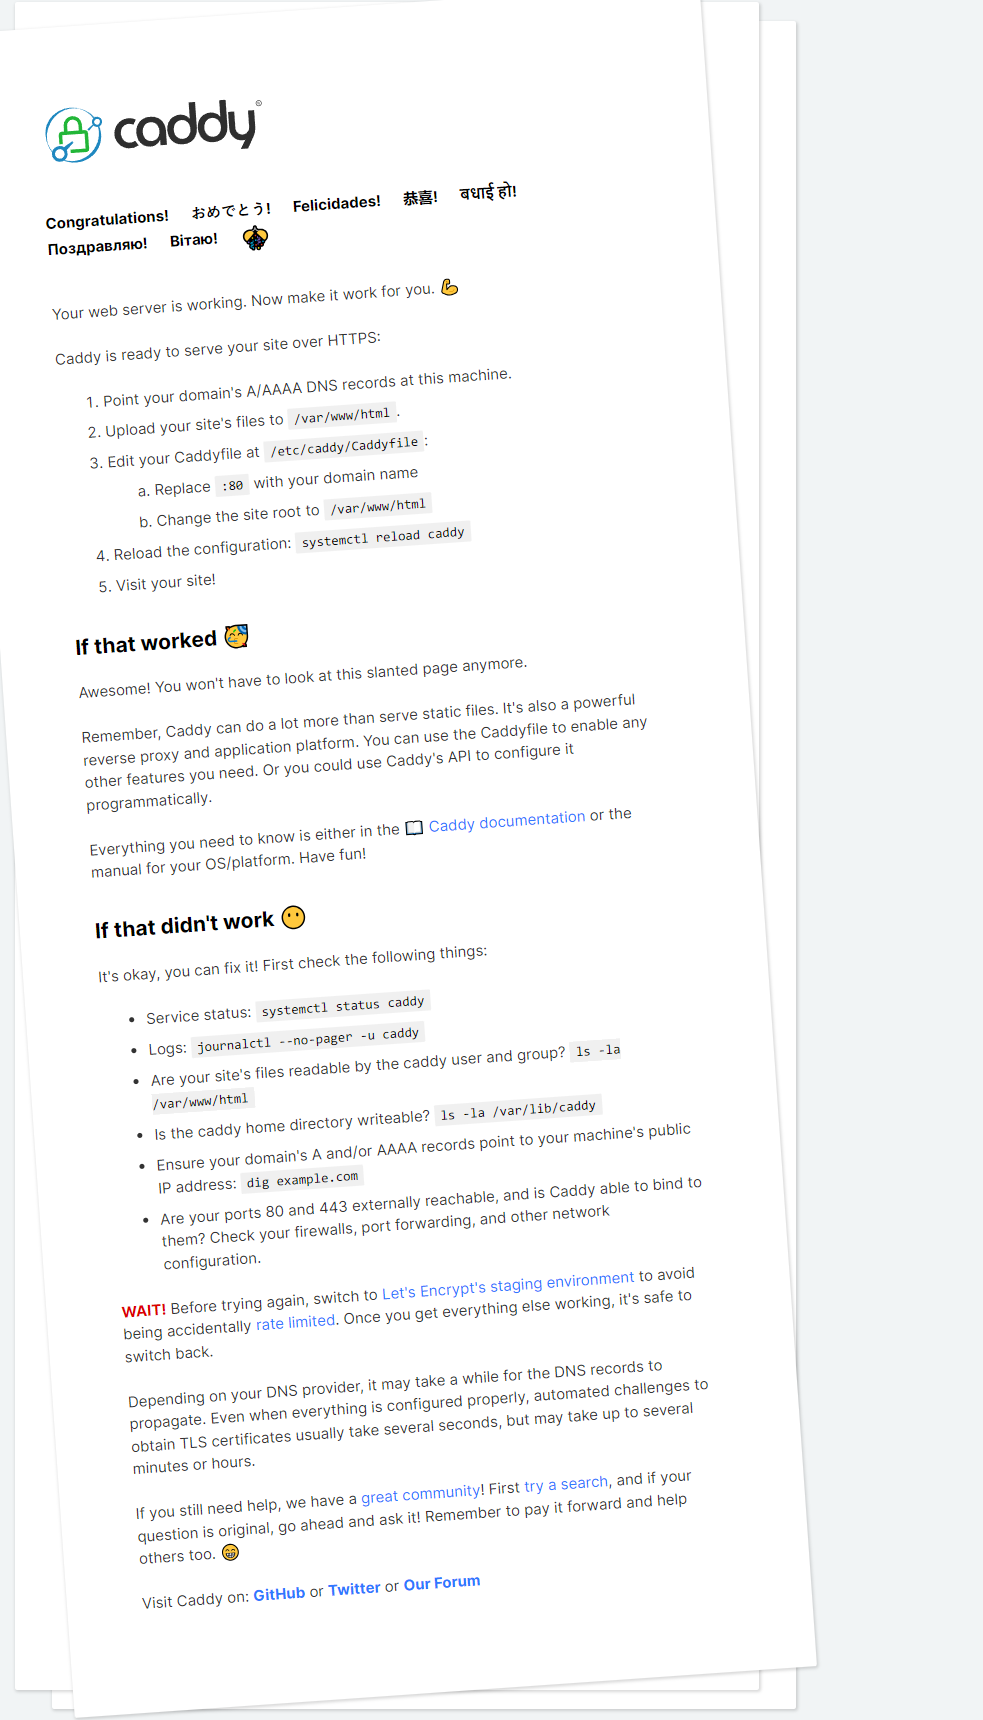 caddy®
Congratulations! おめでとう! Felicidades! 恭喜! बधाई हो!
Поздравляю! Вітаю!
Your web server is working. Now make it work for you. 💪
Caddy is ready to serve your site over HTTPS:
1. Point your domain's A/AAAA DNS records at this machine.
2. Upload your site's files to /var/www/html.
3. Edit your Caddyfile at /etc/caddy/Caddyfile:
a. Replace :80 with your domain name
b. Change the site root to /var/www/html
4. Reload the configuration: systemctl reload caddy
5. Visit your site!
If that worked 🥳
Awesome! You won't have to look at this slanted page anymore.
Remember, Caddy can do a lot more than serve static files. It's also a powerful
reverse proxy and application platform. You can use the Caddyfile to enable any
other features you need. Or you could use Caddy's API to configure it
programmatically.
Everything you need to know is either in the 📖 Caddy documentation or the
manual for your OS/platform. Have fun!
If that didn't work 😶
It's okay, you can fix it! First check the following things:
• Service status: systemctl status caddy
• Logs: journalctl --no-pager -u caddy
• Are your site's files readable by the caddy user and group? ls -la
/var/www/html
• Is the caddy home directory writeable? ls -la /var/lib/caddy
• Ensure your domain's A and/or AAAA records point to your machine's public
IP address: dig example.com
• Are your ports 80 and 443 externally reachable, and is Caddy able to bind to
them? Check your firewalls, port forwarding, and other network
configuration.
WAIT! Before trying again, switch to Let's Encrypt's staging environment to avoid
being accidentally rate limited. Once you get everything else working, it's safe to
switch back.
Depending on your DNS provider, it may take a while for the DNS records to
propagate. Even when everything is configured properly, automated challenges to
obtain TLS certificates usually take several seconds, but may take up to several
minutes or hours.
If you still need help, we have a great community! First try a search, and if your
question is original, go ahead and ask it! Remember to pay it forward and help
others too. 😁
Visit Caddy on: GitHub or Twitter or Our Forum